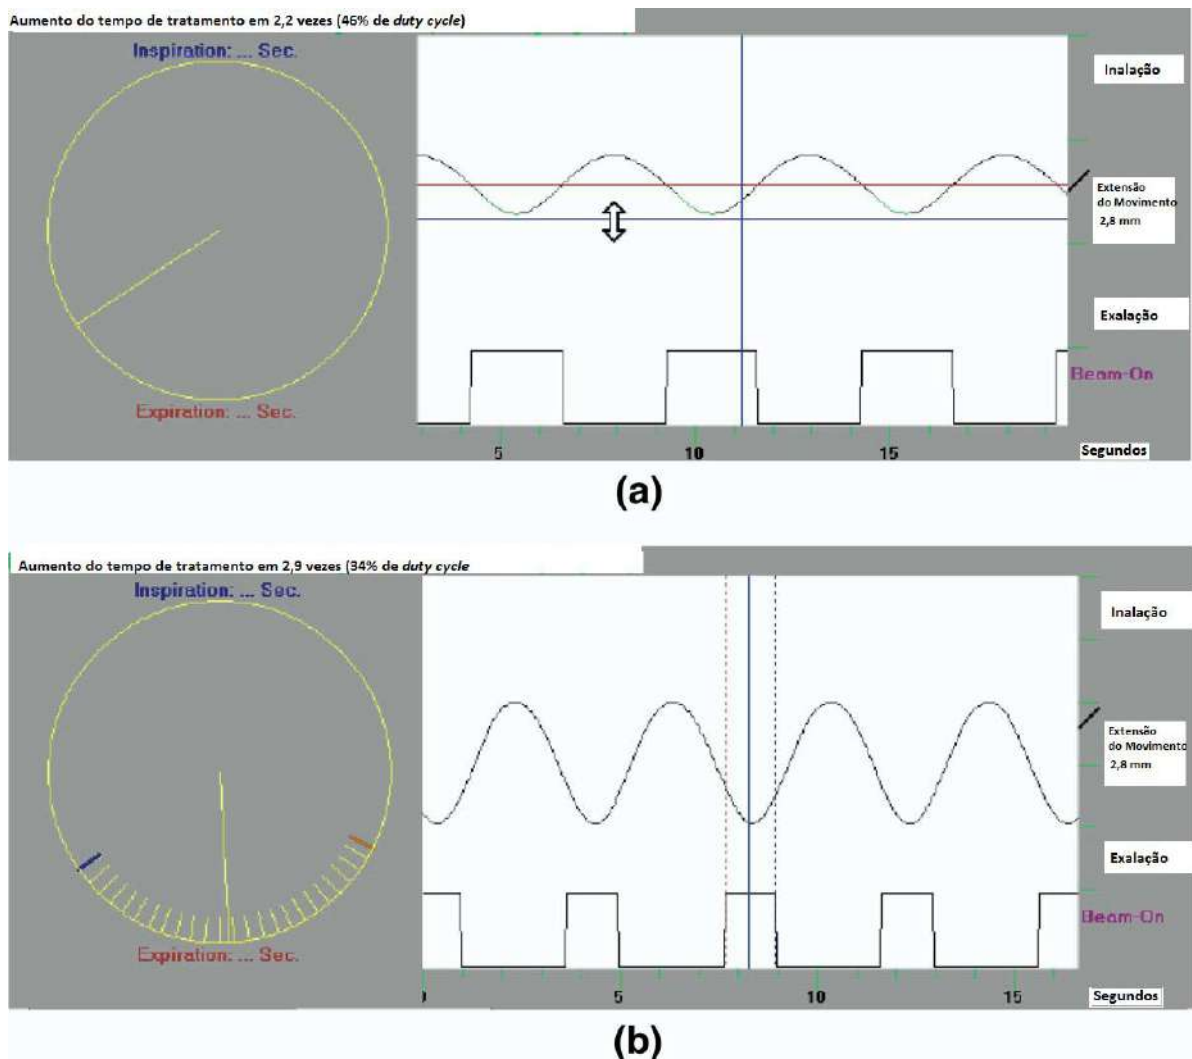 Aumento do tempo de tratamento em 2,2 vezes (46% de duty cycle)
Inspiration: ... Sec.
Inalação
Extensão
do Movimento
2,8 mm
Exalação
Beam-On
Expiration: ... Sec.
5
10
15
Segundos
(a)
Aumento do tempo de tratamento em 2,9 vezes (34% de duty cycle
Inspiration: ... Sec.
Inalação
Extensão
do Movimento
2,8 mm
Exalação
Beam-On
Expiration: ... Sec.
5
10
15
Segundos
(b)